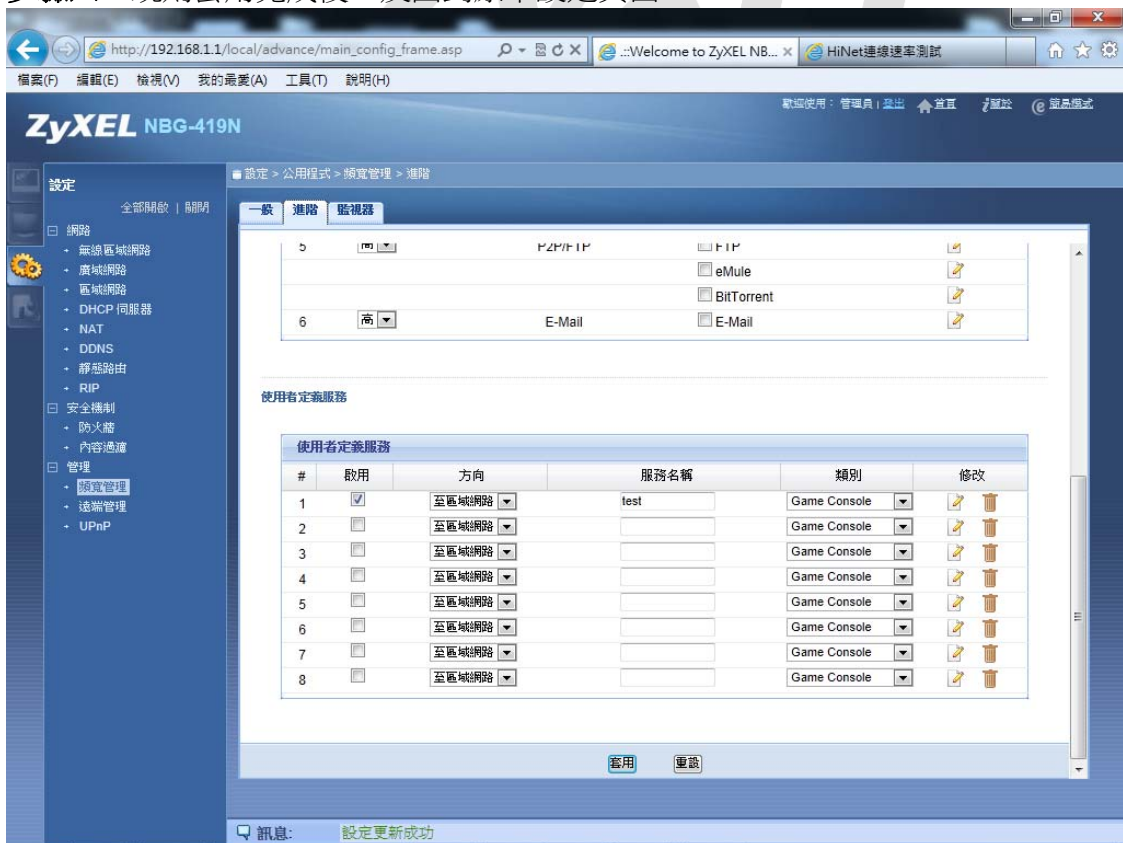 http://192.168.1.1/local/advance/main_config_frame.asp
.::Welcome to ZyXEL NB...
HiNet連線速率測試
檔案(F) 編輯(E) 檢視(V) 我的最愛(A) 工具(T) 說明(H)
ZyXEL NBG-419N
歡迎使用: 管理員 | 登出 首頁 關於 簡易模式
設定 > 公用程式 > 頻寬管理 > 進階
設定
全部開啟 | 關閉
網路
無線區域網路
廣域網路
區域網路
DHCP 伺服器
NAT
DDNS
靜態路由
RIP
安全機制
防火牆
內容過濾
管理
頻寬管理
遠端管理
UPnP
一般 進階 監視器
5 高 P2P/FTP FTP
eMule
BitTorrent
6 高 E-Mail E-Mail
使用者定義服務
使用者定義服務
# 啟用 方向 服務名稱 類別 修改
1 至區域網路 test Game Console
2 至區域網路 Game Console
3 至區域網路 Game Console
4 至區域網路 Game Console
5 至區域網路 Game Console
6 至區域網路 Game Console
7 至區域網路 Game Console
8 至區域網路 Game Console
套用 重設
訊息: 設定更新成功